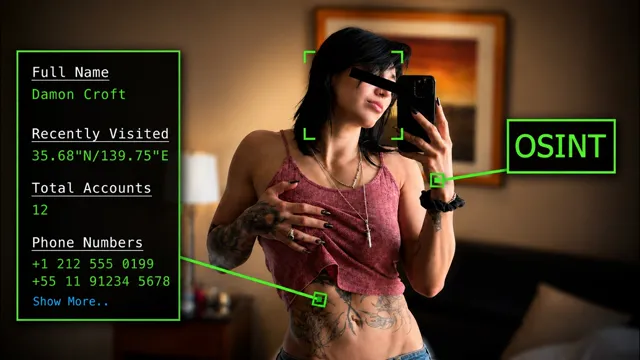 Full Name
Damon Croft
Recently Visited
35.68"N/139.75"E
Total Accounts
12
Phone Numbers
+1 212 555 0199
+55 11 91234 5678
Show More..
OSINT